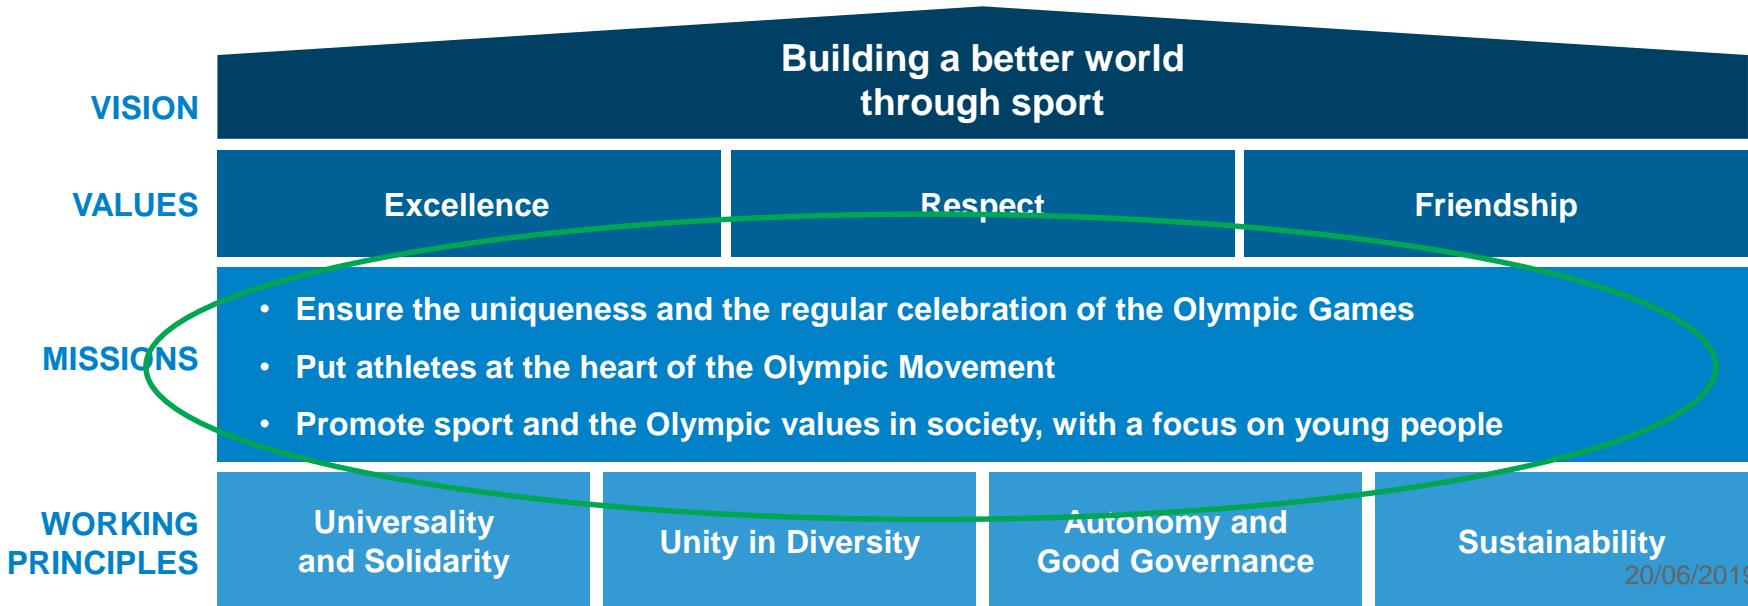 Building a better world
through sport
VISION
VALUES
Excellence
Respect
Friendship
MISSIONS
• Ensure the uniqueness and the regular celebration of the Olympic Games
• Put athletes at the heart of the Olympic Movement
• Promote sport and the Olympic values in society, with a focus on young people
WORKING
PRINCIPLES
Universality
and Solidarity
Unity in Diversity
Autonomy and
Good Governance
Sustainability
20/06/2019